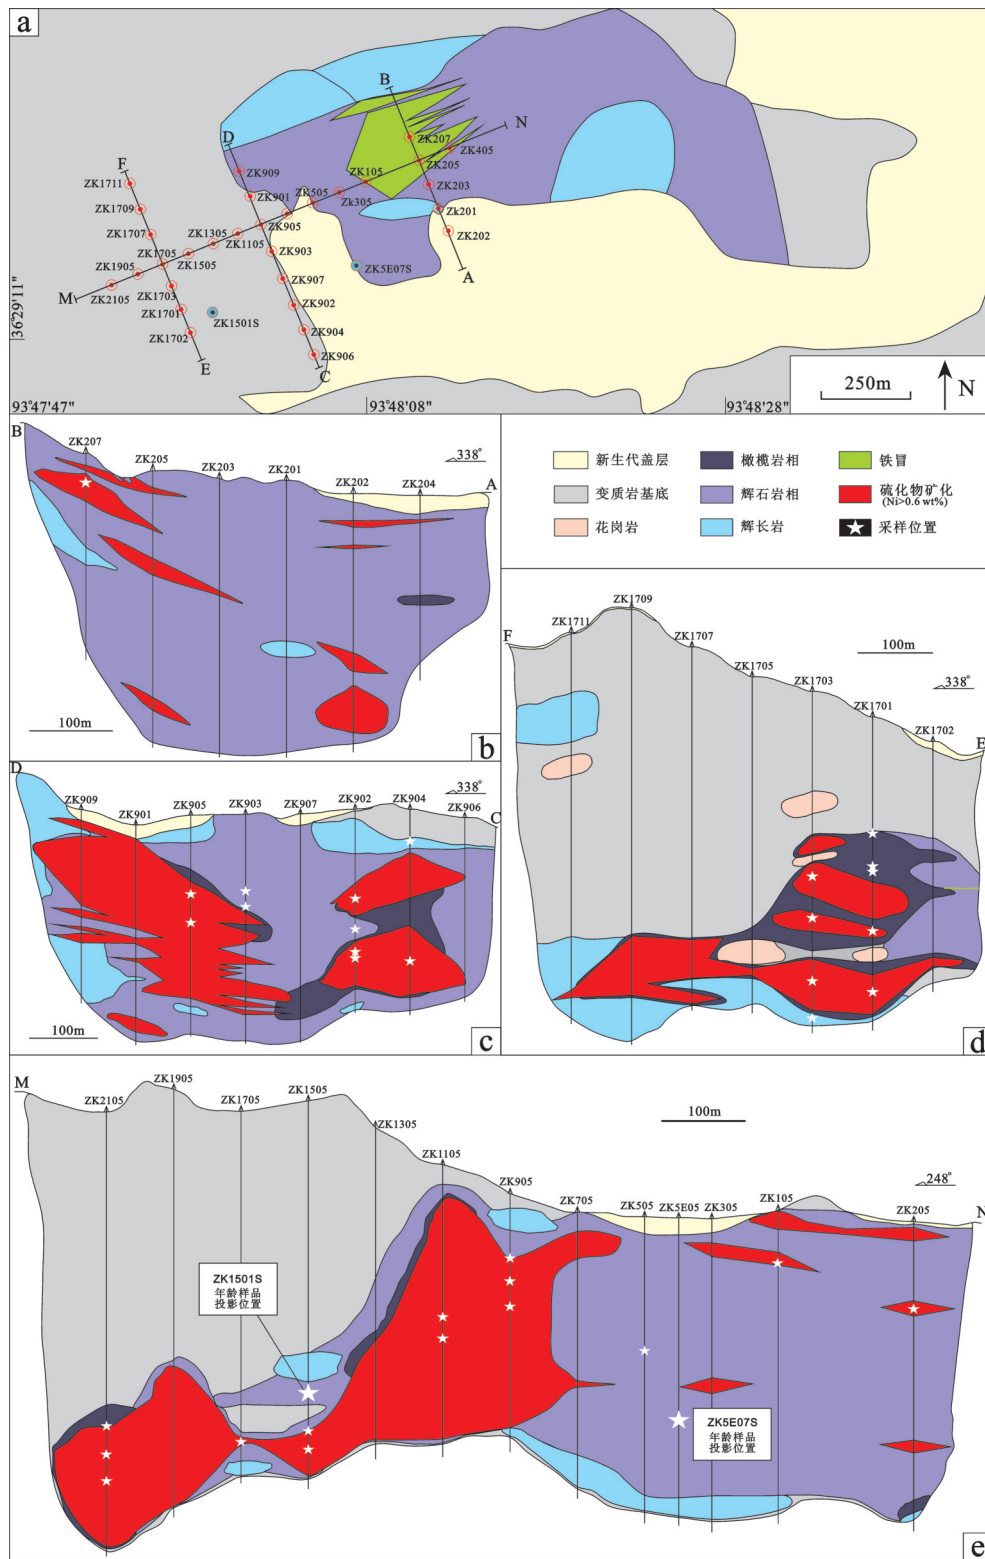 a
B
N
D
F
M
A
E
C
ZK207
ZK405
ZK205
ZK105
ZK203
Zk305
ZK505
Zk201
ZK202
ZK909
ZK901
ZK905
ZK903
ZK907
ZK902
ZK904
ZK906
ZK5E07S
ZK1711
ZK1709
ZK1707
ZK1705
ZK1305
ZK1105
ZK1505
ZK1905
ZK2105
ZK1703
ZK1701
ZK1702
ZK1501S
36°29'11"
93°47'47"
93°48'08"
93°48'28"
250m
N
B
ZK207
ZK205
ZK203
ZK201
ZK202
ZK204
A
338°
100m
b
新生代盖层
橄榄岩相
铁冒
变质岩基底
辉石岩相
硫化物矿化
(Ni>0.6 wt%)
花岗岩
辉长岩
采样位置
D
ZK909
ZK901
ZK905
ZK903
ZK907
ZK902
ZK904
ZK906
C
338°
100m
c
F
ZK1711
ZK1709
ZK1707
ZK1705
ZK1703
ZK1701
ZK1702
E
100m
338°
d
M
ZK2105
ZK1905
ZK1705
ZK1505
ZK1305
ZK1105
ZK905
ZK705
ZK505
ZK5E05
ZK305
ZK105
ZK205
N
100m
248°
ZK1501S
年龄样品
投影位置
ZK5E07S
年龄样品
投影位置
e